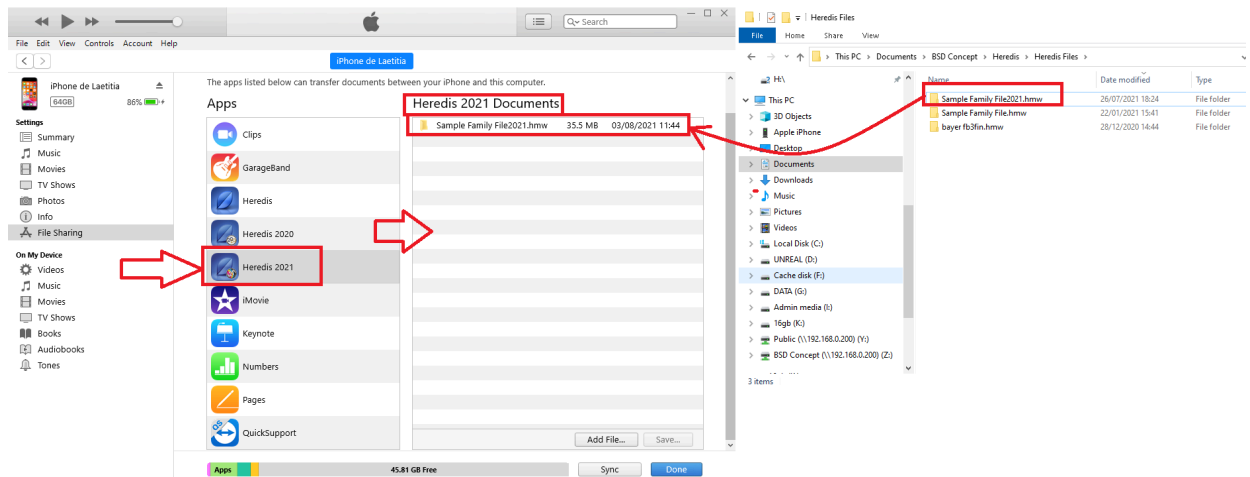 Search
File Edit View Controls Account Help
iPhone de Laetitia
iPhone de Laetitia
64GB
86%
Settings
Summary
Music
Movies
TV Shows
Photos
Info
File Sharing
On My Device
Videos
Music
Movies
TV Shows
Books
Audiobooks
Tones
The apps listed below can transfer documents between your iPhone and this computer.
Apps
Clips
GarageBand
Heredis
Heredis 2020
Heredis 2021
iMovie
Keynote
Numbers
Pages
QuickSupport
Heredis 2021 Documents
Sample Family File2021.hmw 35.5 MB 03/08/2021 11:44
Add File... Save...
Apps 45.81 GB Free Sync Done
Heredis Files
File Home Share View
This PC > Documents > BSD Concept > Heredis > Heredis Files >
H:\
This PC
3D Objects
Apple iPhone
Desktop
Documents
Downloads
Music
Pictures
Videos
Local Disk (C:)
UNREAL (D:)
Cache disk (F:)
DATA (G:)
Admin media (I:)
16gb (K:)
Public (\\192.168.0.200) (Y:)
BSD Concept (\\192.168.0.200) (Z:)
Name Date modified Type
Sample Family File2021.hmw 26/07/2021 18:24 File folder
Sample Family File.hmw 22/01/2021 15:41 File folder
bayer fb3fin.hmw 28/12/2020 14:44 File folder
3 items